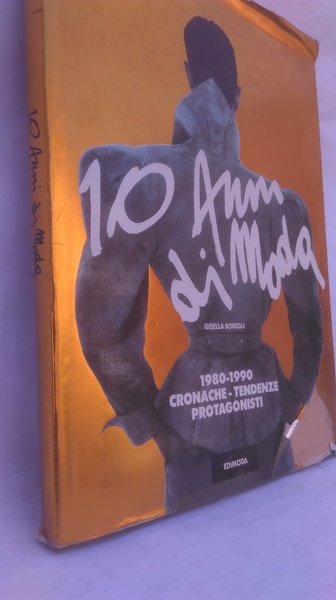 10 Anni di Moda
10 Anni
di Moda
GISELLA BORIOLI
1980-1990
CRONACHE - TENDENZE
PROTAGONISTI
EDIMODA